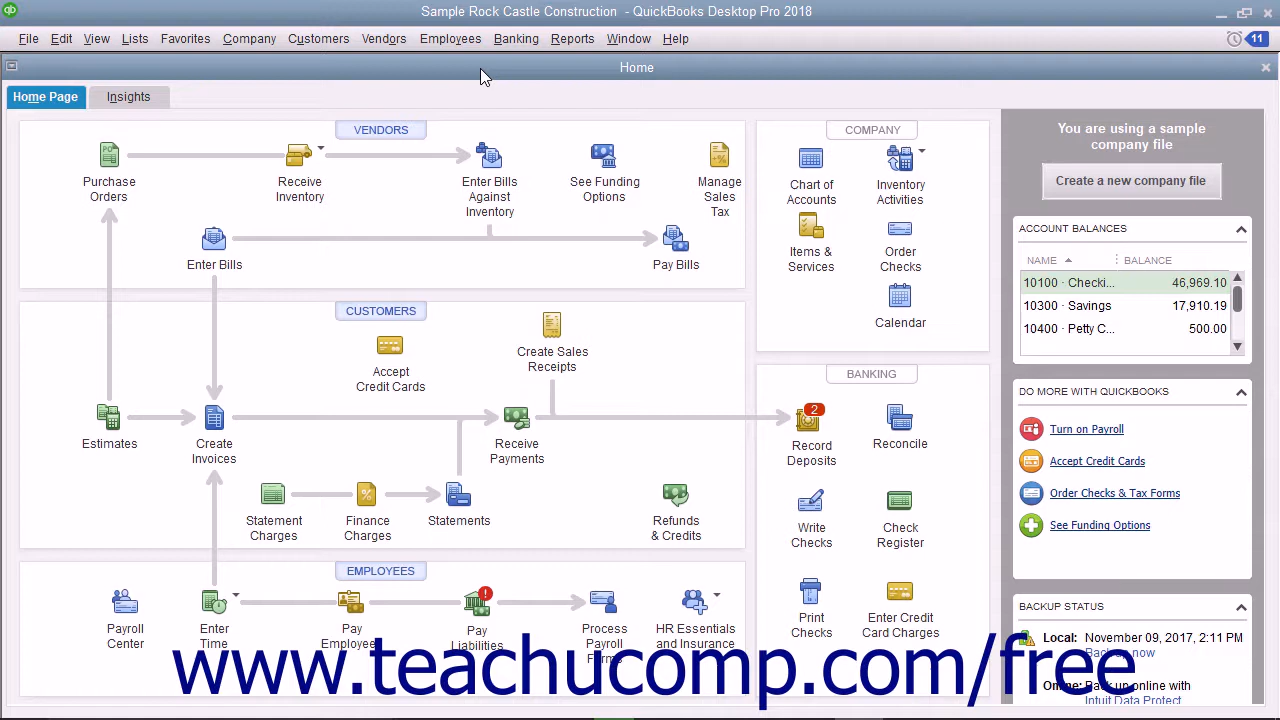 qb
Sample Rock Castle Construction - QuickBooks Desktop Pro 2018
File Edit View Lists Favorites Company Customers Vendors Employees Banking Reports Window Help
11
Home
Home Page Insights
VENDORS
PO
Purchase
Orders
Receive
Inventory
Enter Bills
Against
Inventory
See Funding
Options
Manage
Sales
Tax
Enter Bills
Pay Bills
CUSTOMERS
Accept
Credit Cards
Create Sales
Receipts
Estimates
Create
Invoices
Receive
Payments
Statement
Charges
Finance
Charges
Statements
Refunds
& Credits
EMPLOYEES
Payroll
Center
Enter
Time
Pay
Employees
Pay
Liabilities
Process
Payroll
Forms
HR Essentials
and Insurance
COMPANY
Chart of
Accounts
Inventory
Activities
Items &
Services
Order
Checks
Calendar
BANKING
2
Record
Deposits
Reconcile
Write
Checks
Check
Register
Print
Checks
Enter Credit
Card Charges
You are using a sample
company file
Create a new company file
ACCOUNT BALANCES
NAME BALANCE
10100 · Checki... 46,969.10
10300 · Savings 17,910.19
10400 · Petty C... 500.00
DO MORE WITH QUICKBOOKS
Turn on Payroll
Accept Credit Cards
Order Checks & Tax Forms
See Funding Options
BACKUP STATUS
Local: November 09, 2017, 2:11 PM
Back up now
Online: Back up online with
Intuit Data Protect
www.teachucomp.com/free